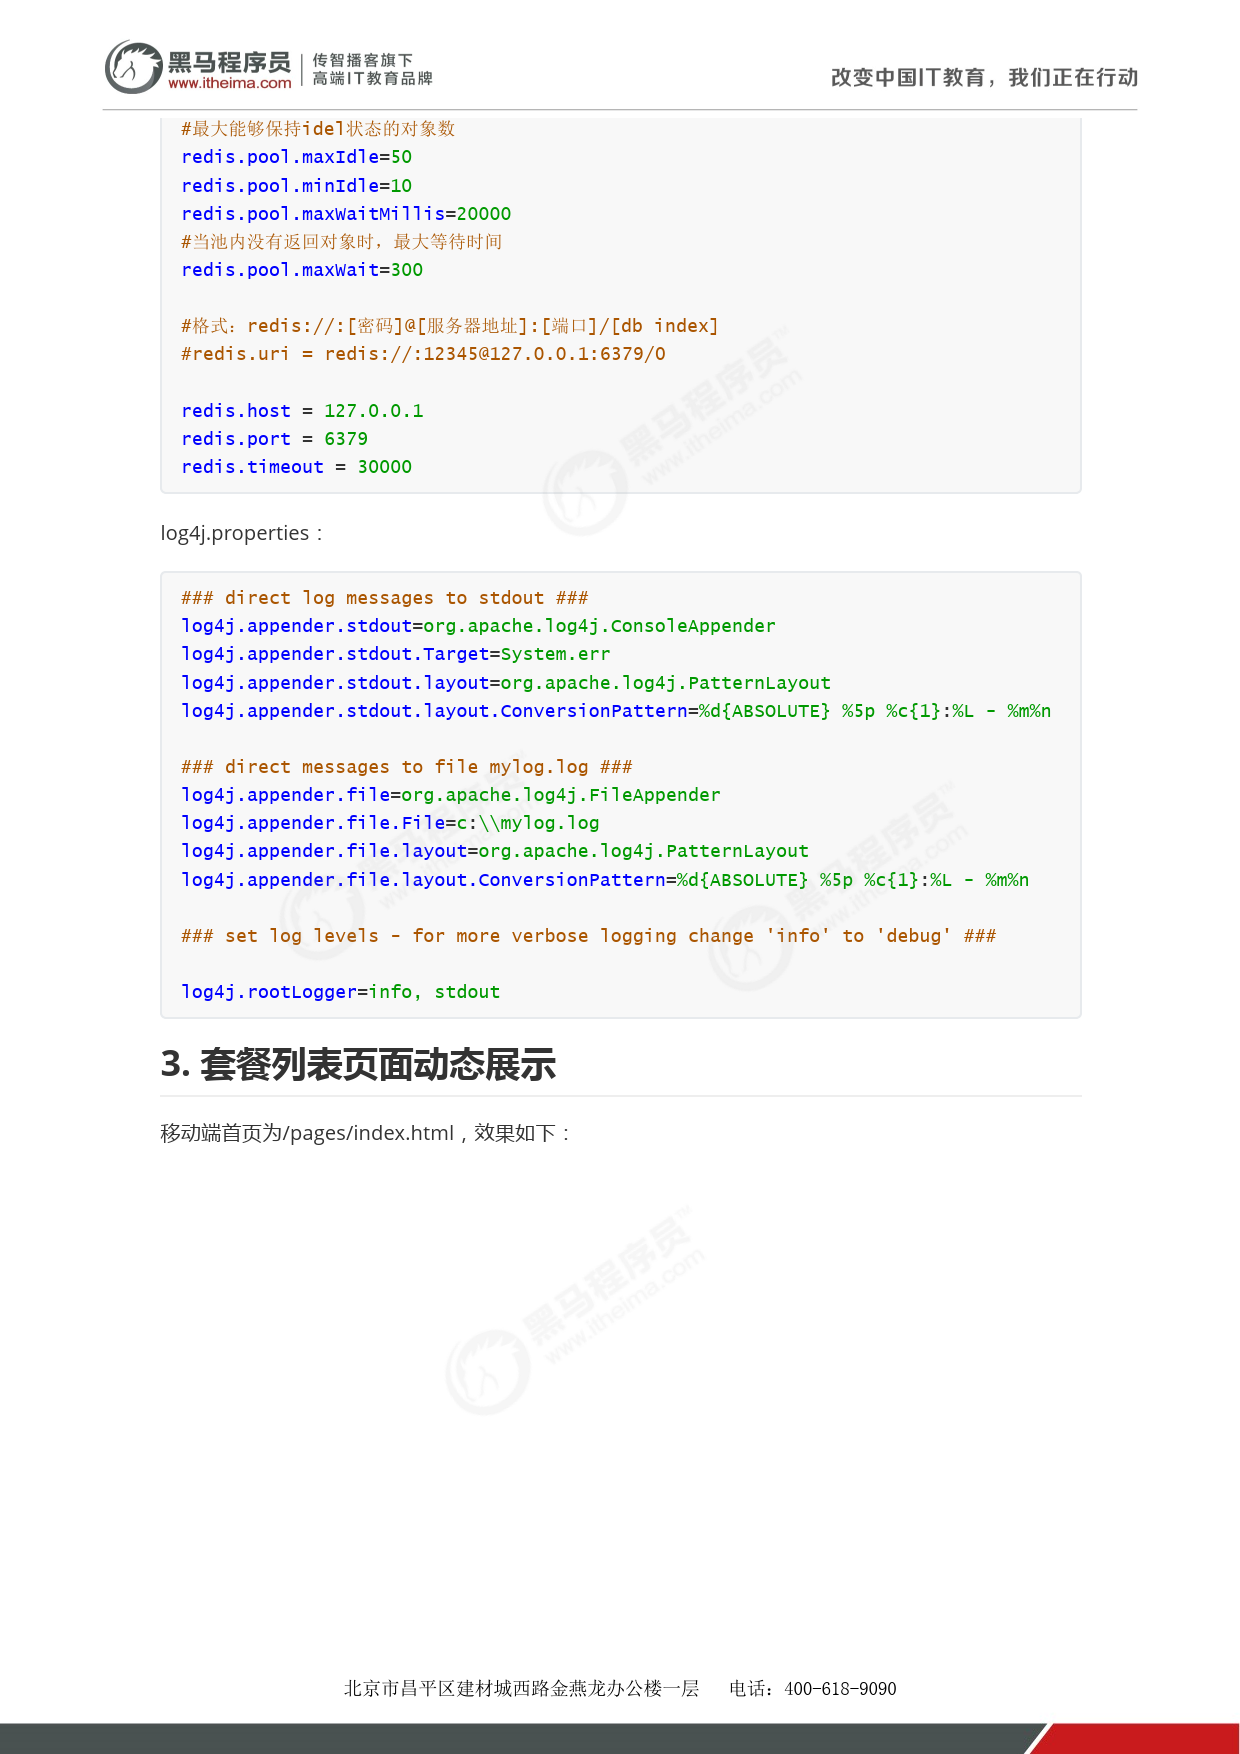 黑马程序员
www.itheima.com
传智播客旗下
高端IT教育品牌
改变中国IT教育，我们正在行动
#最大能够保持idel状态的对象数
redis.pool.maxIdle=50
redis.pool.minIdle=10
redis.pool.maxWaitMillis=20000
#当池内没有返回对象时，最大等待时间
redis.pool.maxWait=300
#格式：redis://:[密码]@[服务器地址]:[端口]/[db index]
#redis.uri = redis://:12345@127.0.0.1:6379/0
redis.host = 127.0.0.1
redis.port = 6379
redis.timeout = 30000
log4j.properties：
### direct log messages to stdout ###
log4j.appender.stdout=org.apache.log4j.ConsoleAppender
log4j.appender.stdout.Target=System.err
log4j.appender.stdout.layout=org.apache.log4j.PatternLayout
log4j.appender.stdout.layout.ConversionPattern=%d{ABSOLUTE} %5p %c{1}:%L - %m%n
### direct messages to file mylog.log ###
log4j.appender.file=org.apache.log4j.FileAppender
log4j.appender.file.File=c:\\mylog.log
log4j.appender.file.layout=org.apache.log4j.PatternLayout
log4j.appender.file.layout.ConversionPattern=%d{ABSOLUTE} %5p %c{1}:%L - %m%n
### set log levels - for more verbose logging change 'info' to 'debug' ###
log4j.rootLogger=info, stdout
3. 套餐列表页面动态展示
移动端首页为/pages/index.html，效果如下：
黑马程序员™
www.itheima.com
北京市昌平区建材城西路金燕龙办公楼一层 电话：400-618-9090